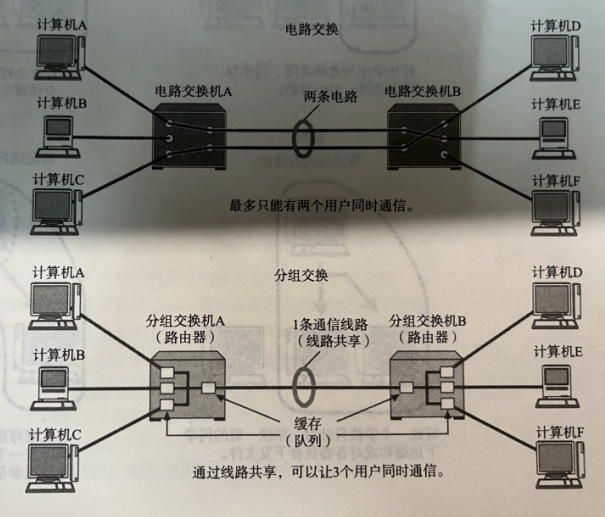 电路交换
计算机A
计算机D
电路交换机A
两条电路
电路交换机B
计算机B
计算机E
计算机C
计算机F
最多只能有两个用户同时通信。
分组交换
计算机A
计算机D
分组交换机A
（路由器）
1条通信线路
（线路共享）
分组交换机B
（路由器）
计算机B
计算机E
缓存
（队列）
计算机C
计算机F
通过线路共享，可以让3个用户同时通信。